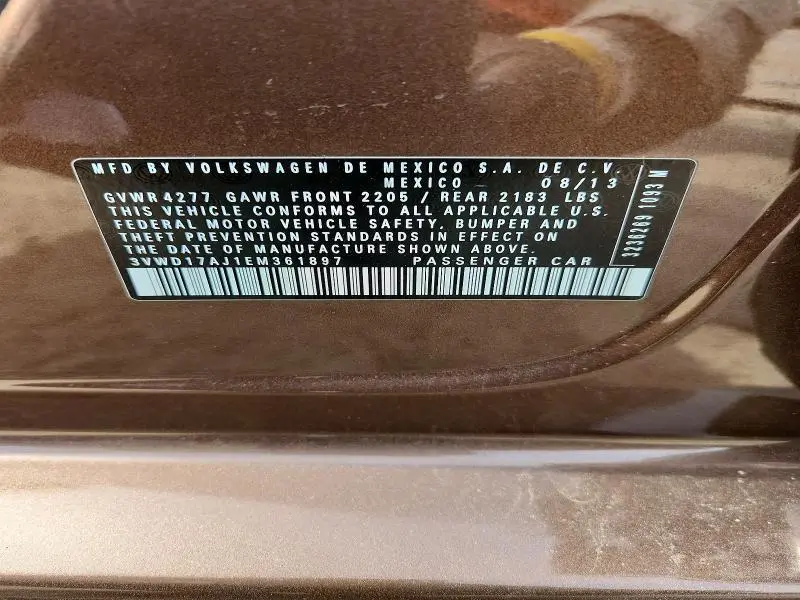 MFD BY VOLKSWAGEN DE MEXICO S.A. DE C.V.
MEXICO 08/13
GVWR 4277 GAWR FRONT 2205 / REAR 2183 LBS
THIS VEHICLE CONFORMS TO ALL APPLICABLE U.S.
FEDERAL MOTOR VEHICLE SAFETY, BUMPER AND
THEFT PREVENTION STANDARDS IN EFFECT ON
THE DATE OF MANUFACTURE SHOWN ABOVE.
3VWD17AJ1EM361897 PASSENGER CAR
3236269 1093 M